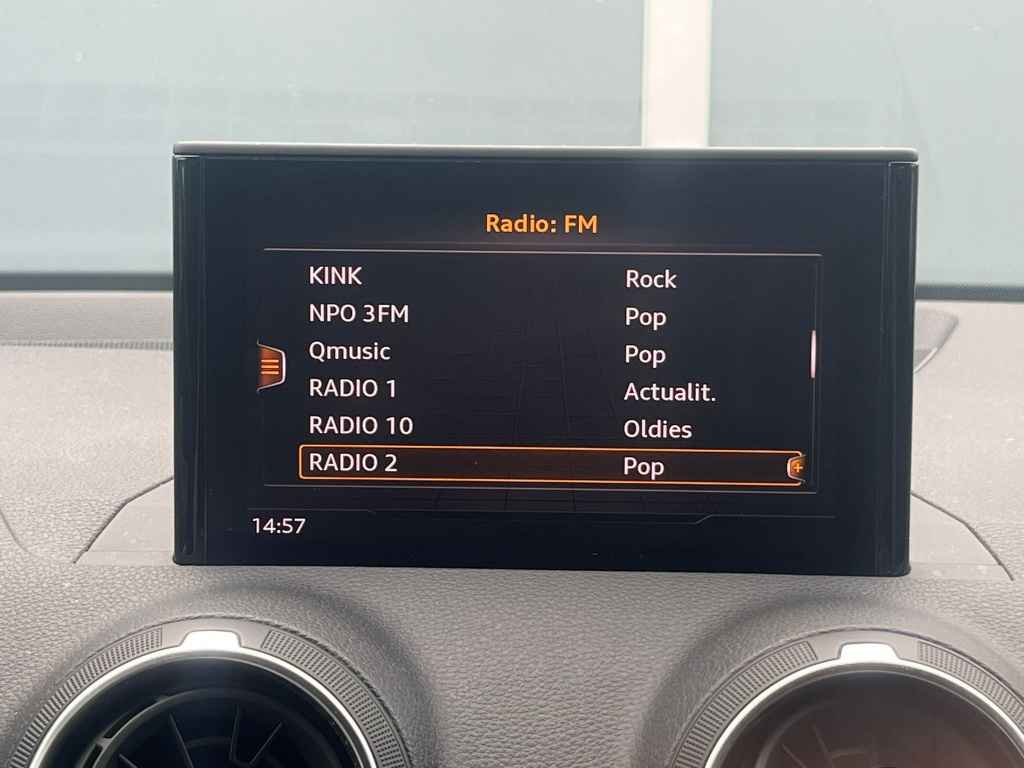 Radio: FM
KINK Rock
NPO 3FM Pop
Qmusic Pop
RADIO 1 Actualit.
RADIO 10 Oldies
RADIO 2 Pop
14:57